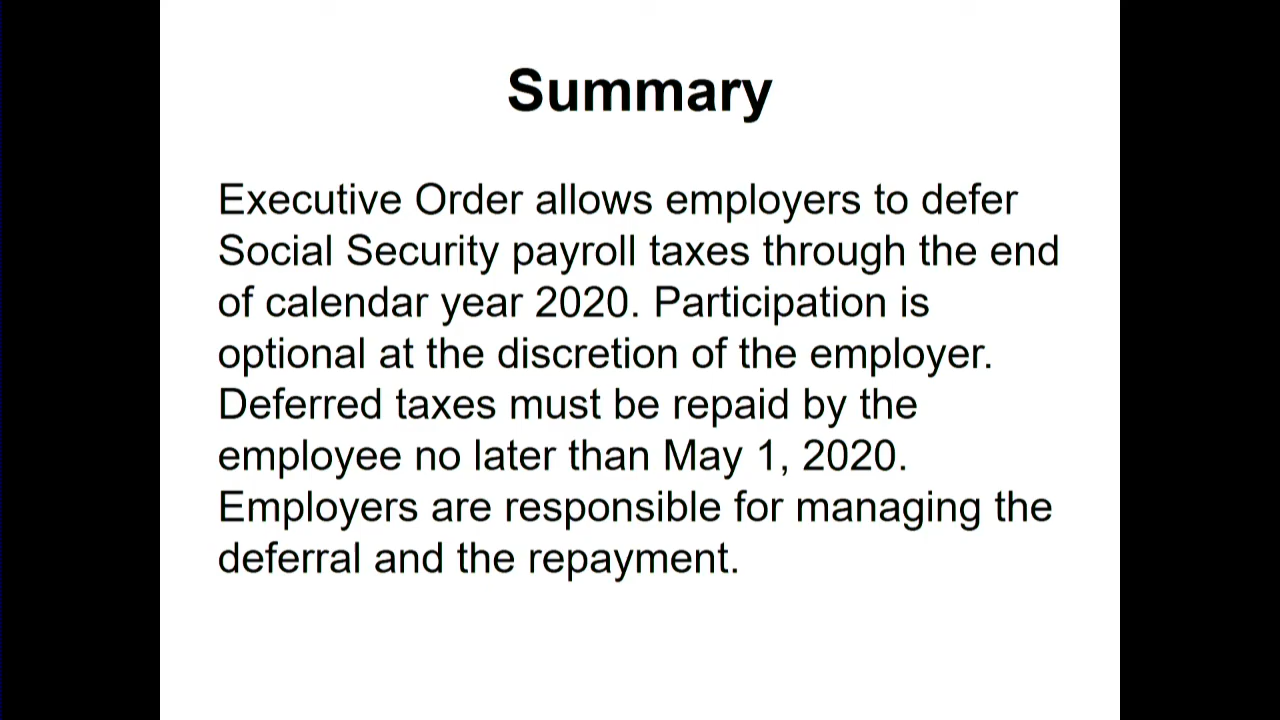 Summary
Executive Order allows employers to defer
Social Security payroll taxes through the end
of calendar year 2020. Participation is
optional at the discretion of the employer.
Deferred taxes must be repaid by the
employee no later than May 1, 2020.
Employers are responsible for managing the
deferral and the repayment.